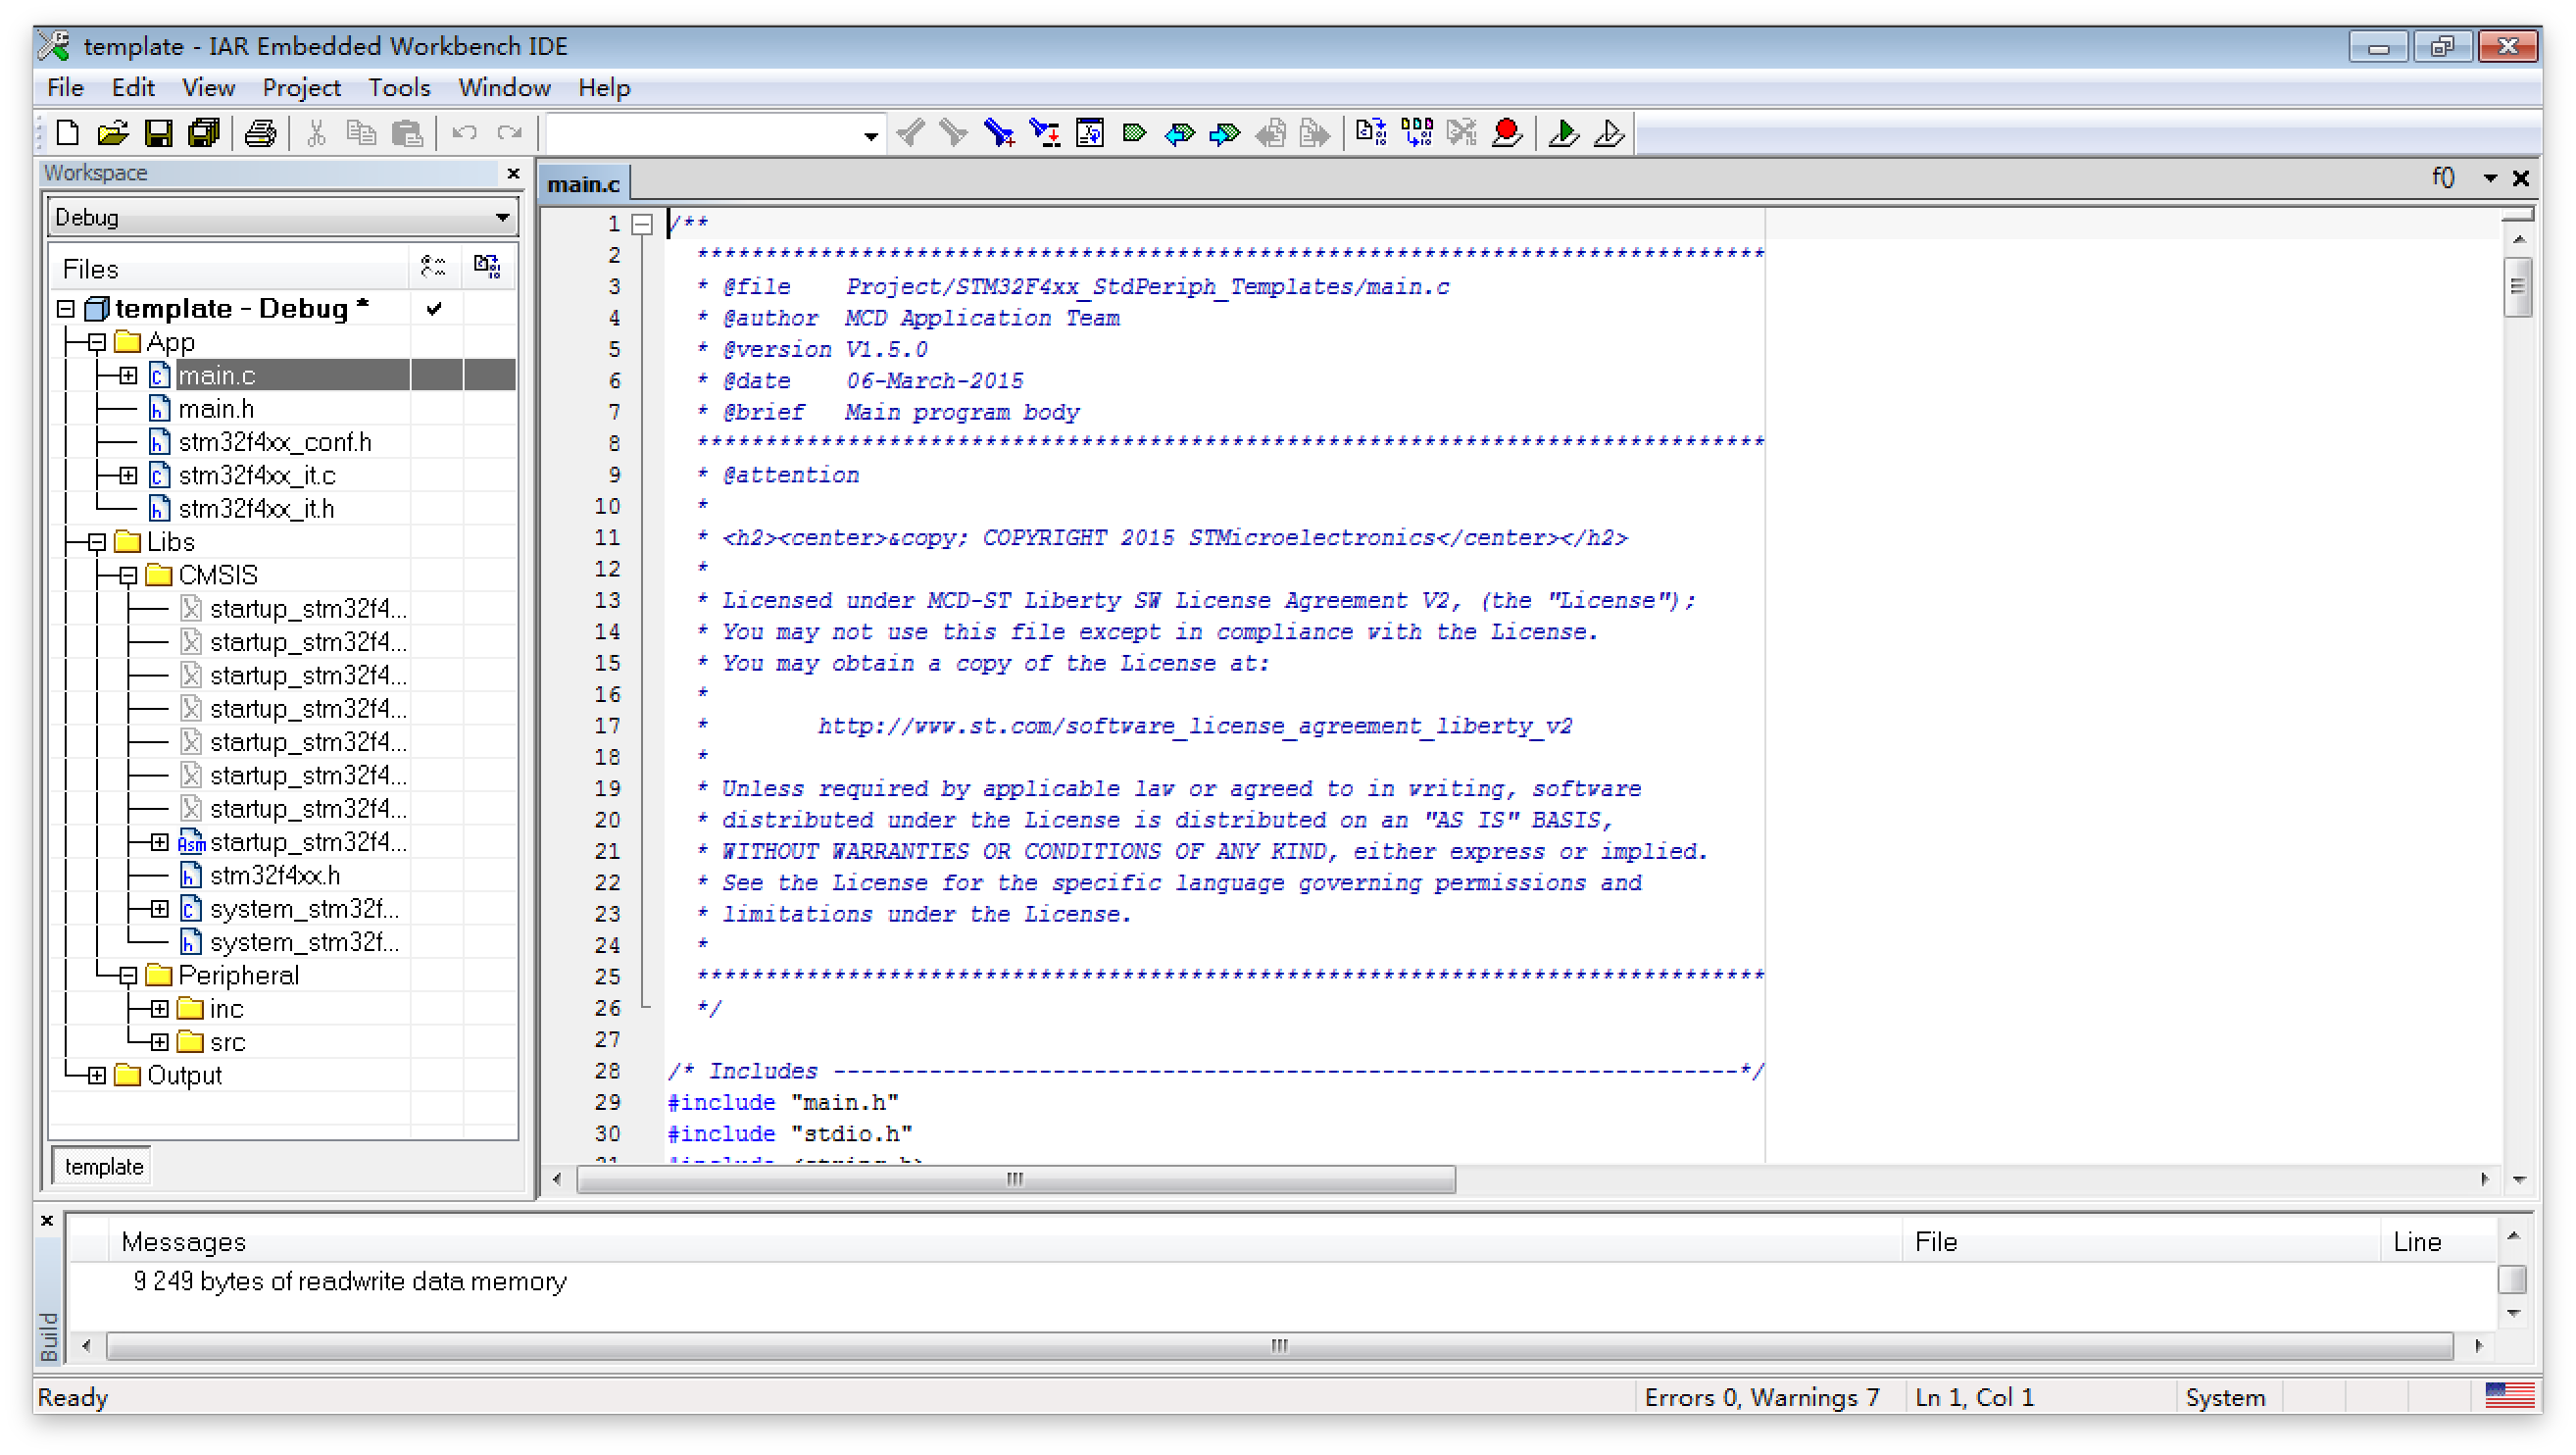 template - IAR Embedded Workbench IDE
File Edit View Project Tools Window Help
Workspace
Debug
Files
template - Debug *
App
main.c
main.h
stm32f4xx_conf.h
stm32f4xx_it.c
stm32f4xx_it.h
Libs
CMSIS
startup_stm32f4...
startup_stm32f4...
startup_stm32f4...
startup_stm32f4...
startup_stm32f4...
startup_stm32f4...
startup_stm32f4...
startup_stm32f4...
stm32f4xx.h
system_stm32f...
system_stm32f...
Peripheral
inc
src
Output
template
main.c
f()
1 /**
2 ******************************************************************************
3 * @file    Project/STM32F4xx_StdPeriph_Templates/main.c
4 * @author  MCD Application Team
5 * @version V1.5.0
6 * @date    06-March-2015
7 * @brief   Main program body
8 ******************************************************************************
9 * @attention
10 *
11 * <h2><center>&copy; COPYRIGHT 2015 STMicroelectronics</center></h2>
12 *
13 * Licensed under MCD-ST Liberty SW License Agreement V2, (the "License");
14 * You may not use this file except in compliance with the License.
15 * You may obtain a copy of the License at:
16 *
17 *        http://www.st.com/software_license_agreement_liberty_v2
18 *
19 * Unless required by applicable law or agreed to in writing, software
20 * distributed under the License is distributed on an "AS IS" BASIS,
21 * WITHOUT WARRANTIES OR CONDITIONS OF ANY KIND, either express or implied.
22 * See the License for the specific language governing permissions and
23 * limitations under the License.
24 *
25 ******************************************************************************
26 */
27
28 /* Includes ------------------------------------------------------------------*/
29 #include "main.h"
30 #include "stdio.h"
Messages File Line
9 249 bytes of readwrite data memory
Build
Ready Errors 0, Warnings 7 Ln 1, Col 1 System